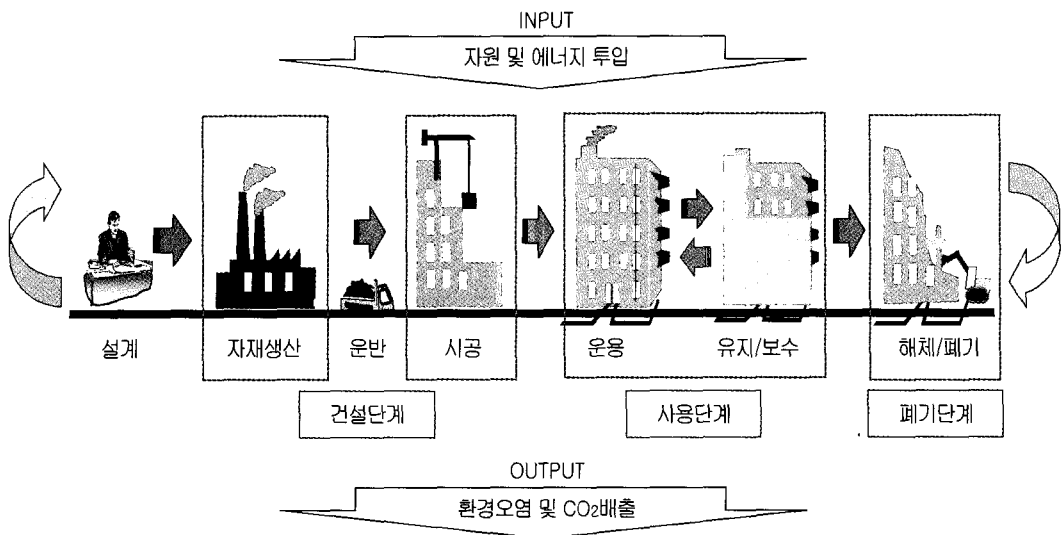 INPUT
자원 및 에너지 투입
설계
자재생산
운반
시공
운용
유지/보수
해체/폐기
건설단계
사용단계
폐기단계
OUTPUT
환경오염 및 CO₂배출